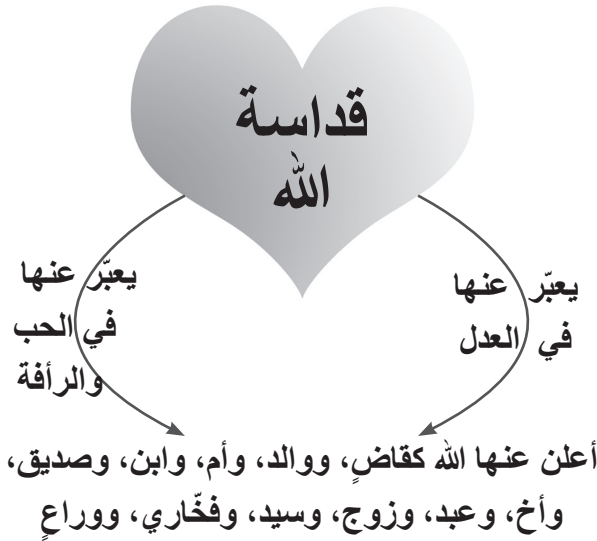 قداسة
الله
يعبّر عنها
في العدل
يعبّر عنها
في الحب
والرأفة
أعلن عنها الله كقاضٍ، ووالد، وأم، وابن، وصديق،
وأخ، وعبد، وزوج، وسيد، وفخّاري، ووراعٍ